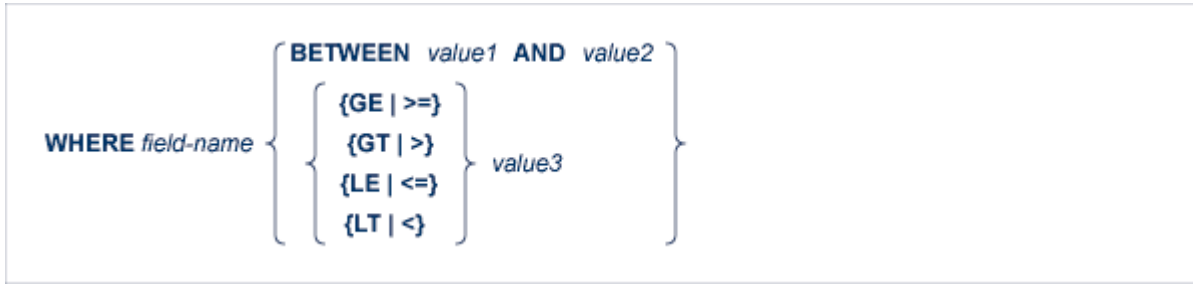 BETWEEN value1 AND value2
{GE | >=}
{GT | >}
WHERE field-name value3
{LE | <=}
{LT | <}